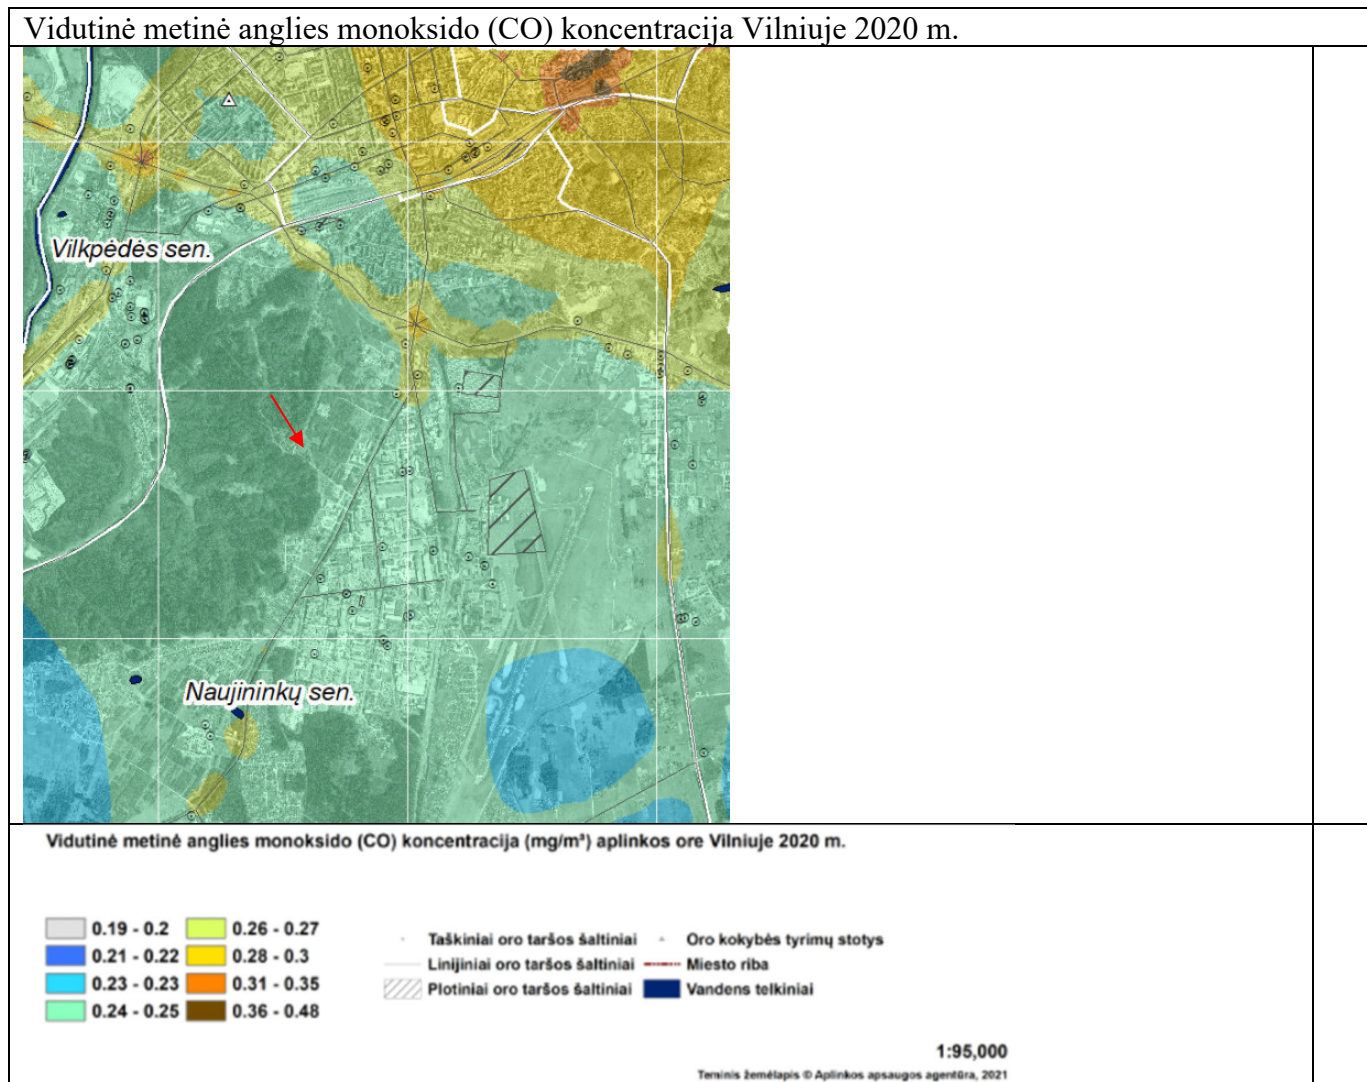 Vidutinė metinė anglies monoksido (CO) koncentracija Vilniuje 2020 m.
Vilkpėdės sen.
Naujininkų sen.
Vidutinė metinė anglies monoksido (CO) koncentracija (mg/m³) aplinkos ore Vilniuje 2020 m.
0.19 - 0.2
0.26 - 0.27
0.21 - 0.22
0.28 - 0.3
0.23 - 0.23
0.31 - 0.35
0.24 - 0.25
0.36 - 0.48
Taškiniai oro taršos šaltiniai
Oro kokybės tyrimų stotys
Linijiniai oro taršos šaltiniai
Miesto riba
Plotiniai oro taršos šaltiniai
Vandens telkiniai
1:95,000
Teminis žemėlapis © Aplinkos apsaugos agentūra, 2021